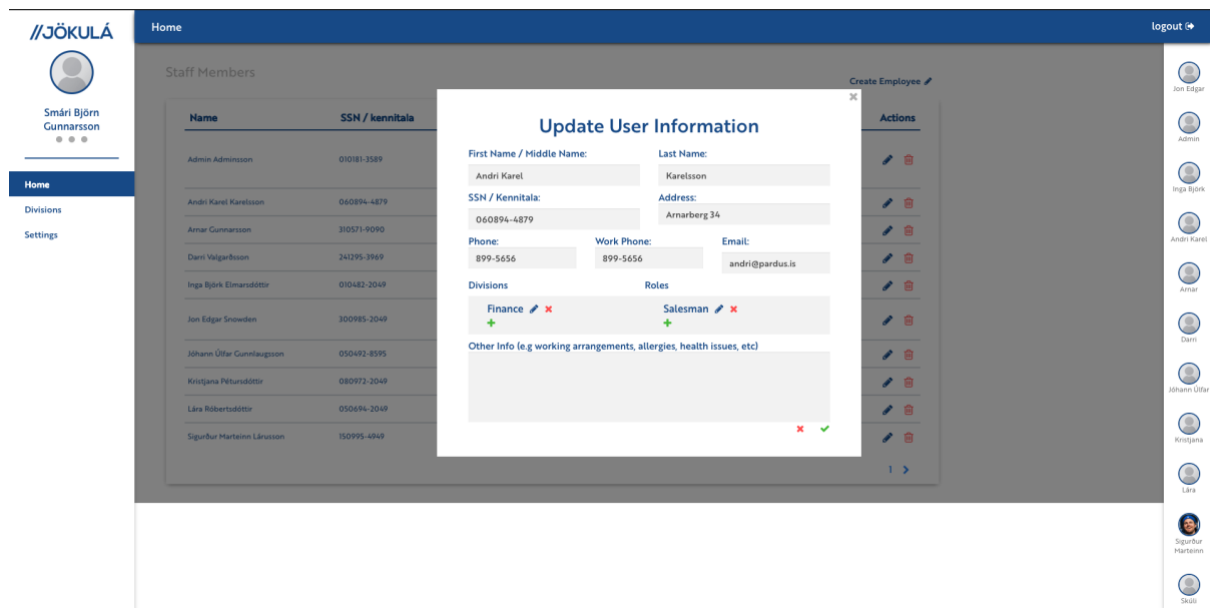 //JÖKULÁ
Home
logout
Smári Björn
Gunnarsson
Home
Divisions
Settings
Staff Members
Create Employee
Name
SSN / kennitala
Actions
Admin Adminsson
010181-3589
Andri Karel Karelsson
060894-4879
Arnar Gunnarsson
310571-9090
Darri Valgarðsson
241295-3969
Inga Björk Elmarsdóttir
010482-2049
Jon Edgar Snowden
300985-2049
Jóhann Úlfar Gunnlaugsson
050492-8595
Kristjana Pétursdóttir
080972-2049
Lára Róbertsdóttir
050694-2049
Sigurður Marteinn Lárusson
150995-4949
1
Update User Information
First Name / Middle Name:
Last Name:
Andri Karel
Karelsson
SSN / Kennitala:
Address:
060894-4879
Arnarberg 34
Phone:
Work Phone:
Email:
899-5656
899-5656
andri@pardus.is
Divisions
Roles
Finance
Salesman
Other Info (e.g working arrangements, allergies, health issues, etc)
Jon Edgar
Admin
Inga Björk
Andri Karel
Arnar
Darri
Jóhann Úlfar
Kristjana
Lára
Sigurður
Marteinn
Skúli